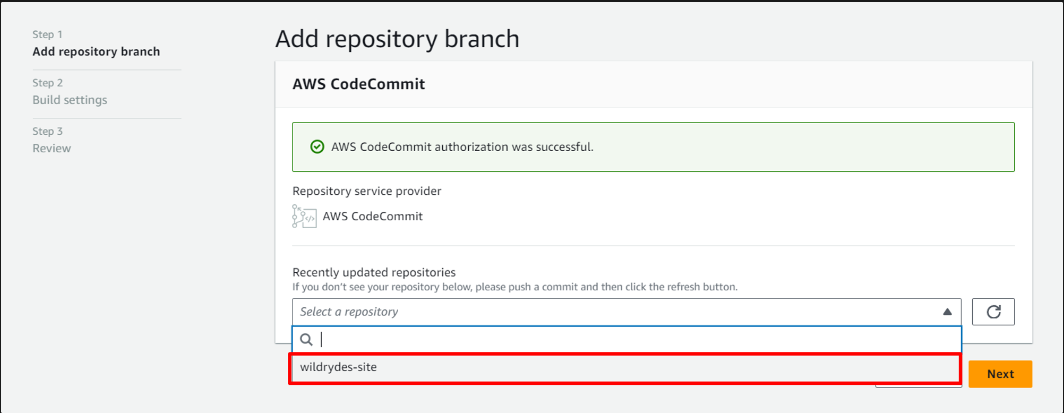 Step 1
Add repository branch
Step 2
Build settings
Step 3
Review
Add repository branch
AWS CodeCommit
AWS CodeCommit authorization was successful.
Repository service provider
AWS CodeCommit
Recently updated repositories
If you don't see your repository below, please push a commit and then click the refresh button.
Select a repository
wildrydes-site
Next